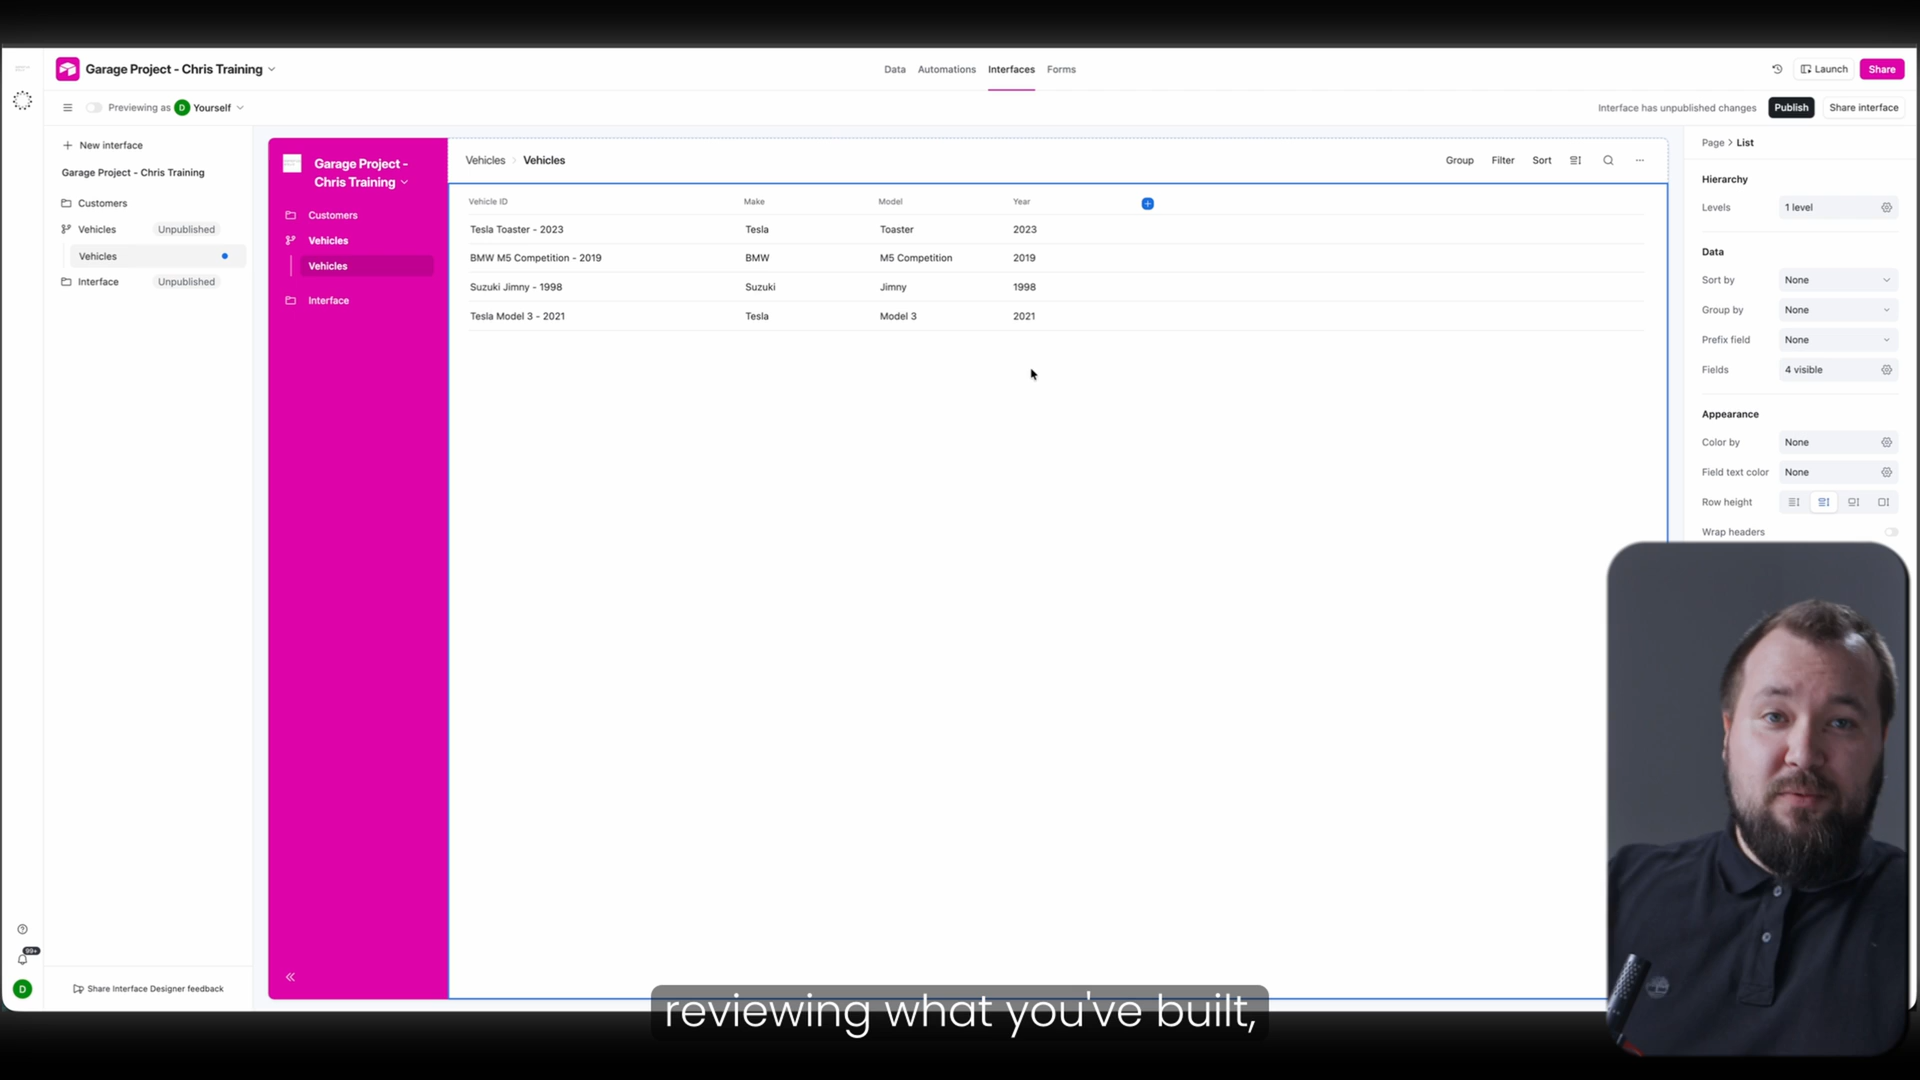 Garage Project - Chris Training
Data
Automations
Interfaces
Forms
Launch
Share
Previewing as
D
Yourself
Interface has unpublished changes
Publish
Share interface
New interface
Garage Project - Chris Training
Customers
Vehicles
Unpublished
Vehicles
Interface
Unpublished
Garage Project -
Chris Training
Customers
Vehicles
Vehicles
Interface
Vehicles > Vehicles
Group
Filter
Sort
Vehicle ID Make Model Year
Tesla Toaster - 2023 Tesla Toaster 2023
BMW M5 Competition - 2019 BMW M5 Competition 2019
Suzuki Jimny - 1998 Suzuki Jimny 1998
Tesla Model 3 - 2021 Tesla Model 3 2021
Page > List
Hierarchy
Levels 1 level
Data
Sort by None
Group by None
Prefix field None
Fields 4 visible
Appearance
Color by None
Field text color None
Row height
Wrap headers
99+
D
Share Interface Designer feedback
reviewing what you've built,